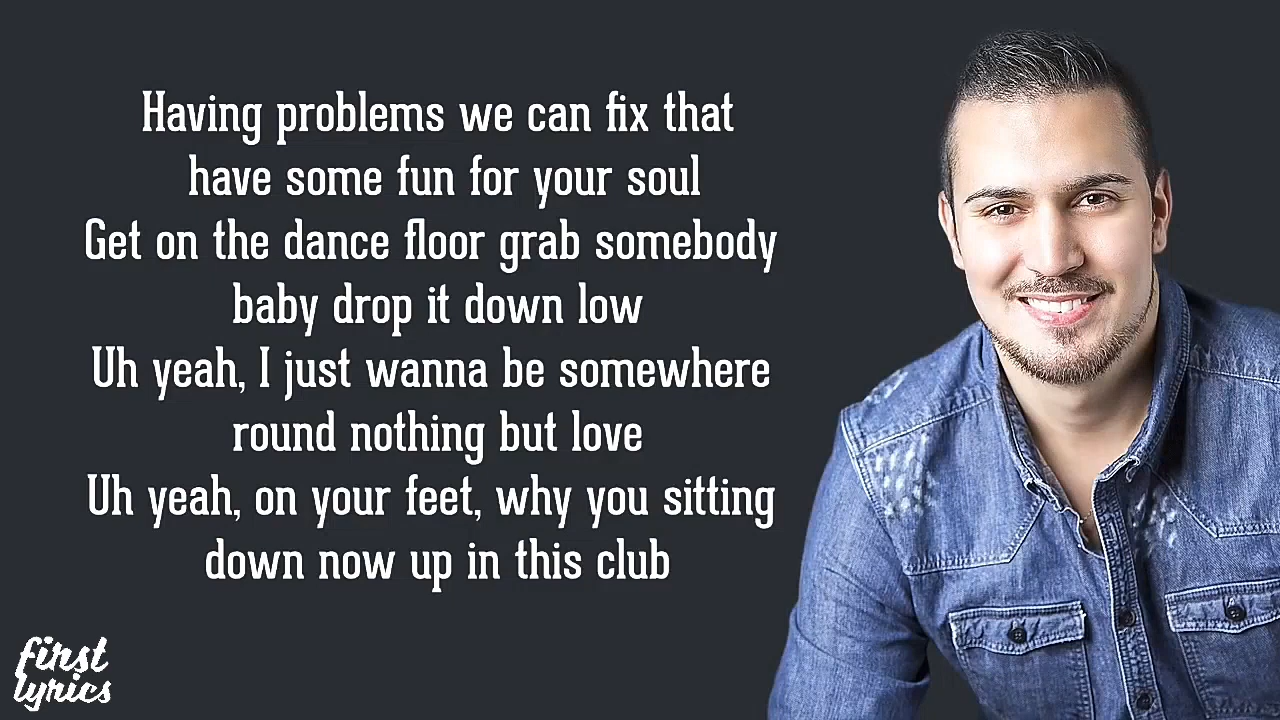 Having problems we can fix that
have some fun for your soul
Get on the dance floor grab somebody
baby drop it down low
Uh yeah, I just wanna be somewhere
round nothing but love
Uh yeah, on your feet, why you sitting
down now up in this club
first
lyrics